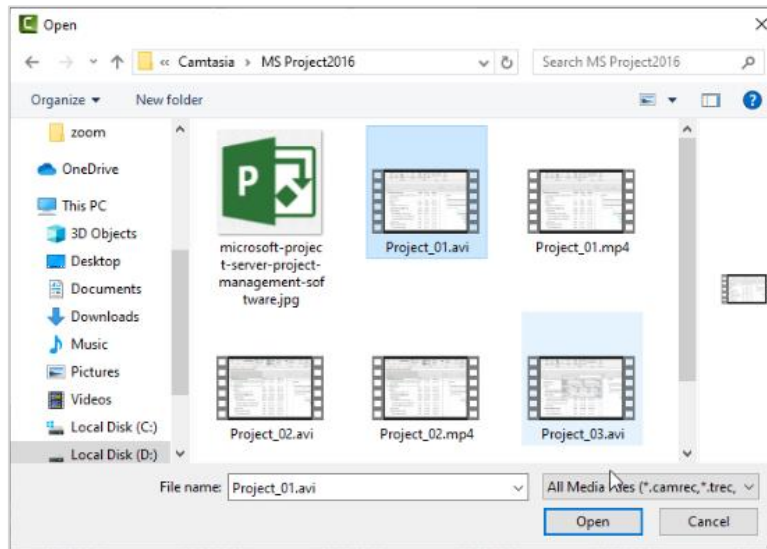 Open
« Camtasia › MS Project2016
Search MS Project2016
Organize
New folder
zoom
OneDrive
This PC
3D Objects
Desktop
Documents
Downloads
Music
Pictures
Videos
Local Disk (C:)
Local Disk (D:)
P
microsoft-projec
t-server-project-
management-sof
tware.jpg
Project_01.avi
Project_01.mp4
Project_02.avi
Project_02.mp4
Project_03.avi
File name: Project_01.avi
All Media Files (*.camrec,*.trec,
Open
Cancel